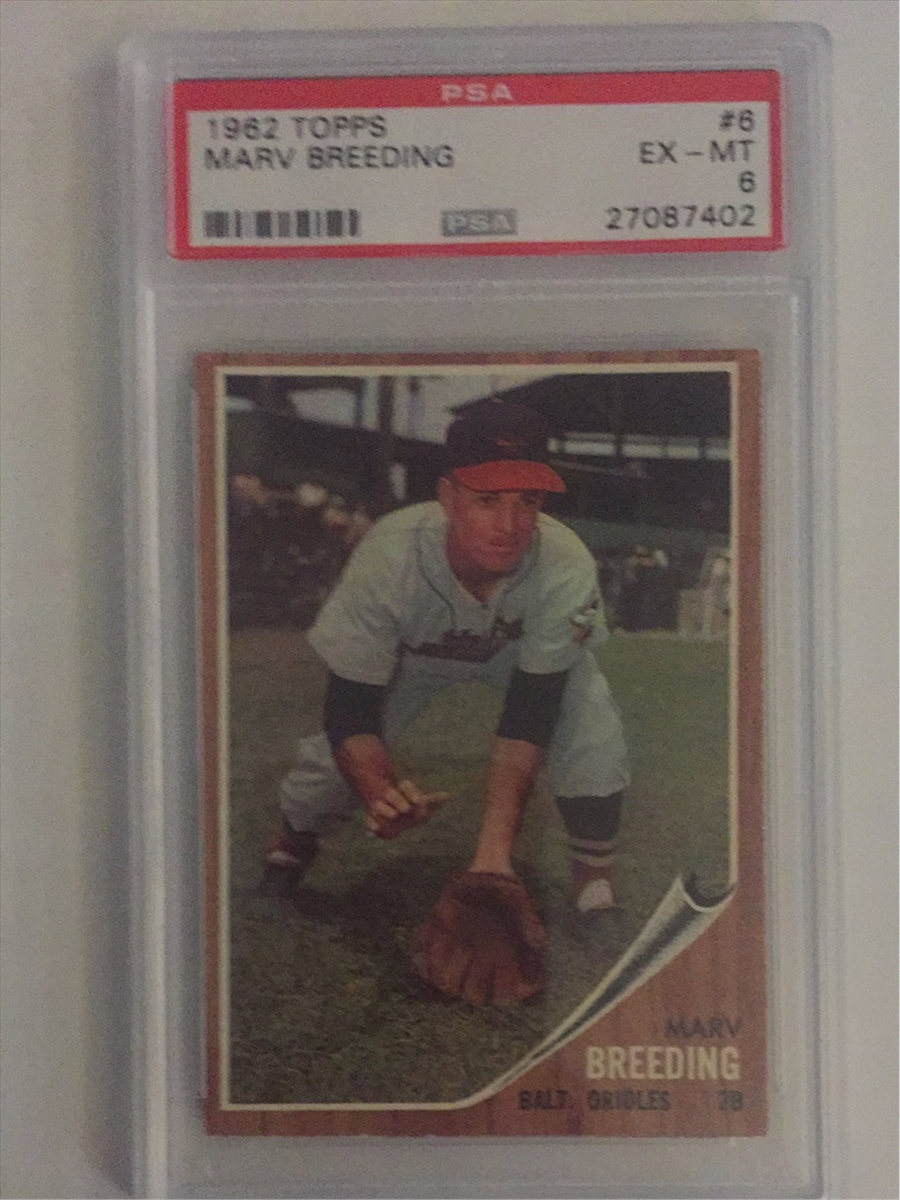 PSA
1962 TOPPS #6
MARV BREEDING EX-MT
6
PSA 27087402
MARV
BREEDING
BALT. ORIOLES 2B